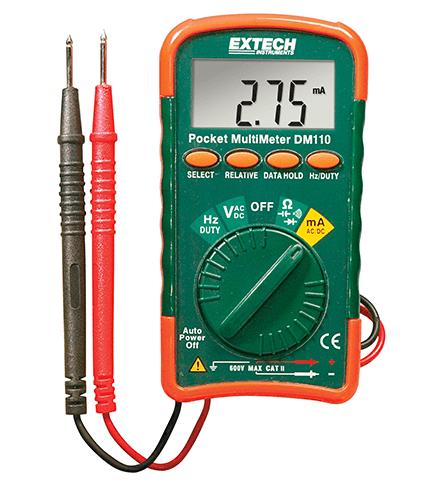 EXTECH
INSTRUMENTS
2.75 mA
Pocket MultiMeter DM110
SELECT RELATIVE DATA HOLD Hz/DUTY
Hz
DUTY
V AC
DC
OFF
Ω
mA
AC/DC
Auto
Power
Off
CE
+
600V MAX CAT II
-